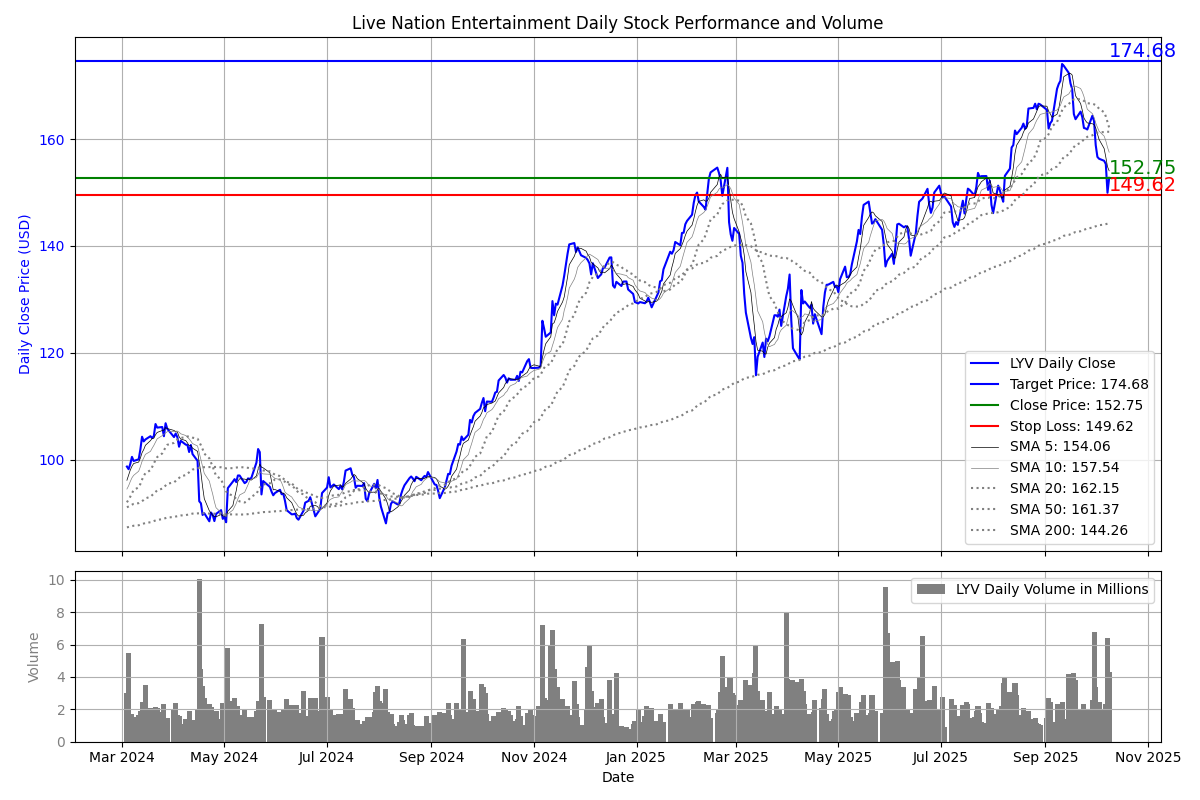 Live Nation Entertainment Daily Stock Performance and Volume
174.68
160
152.75
149.62
140
120
100
Daily Close Price (USD)
LYV Daily Close
Target Price: 174.68
Close Price: 152.75
Stop Loss: 149.62
SMA 5: 154.06
SMA 10: 157.54
SMA 20: 162.15
SMA 50: 161.37
SMA 200: 144.26
10
8
6
4
2
0
Volume
LYV Daily Volume in Millions
Mar 2024 May 2024 Jul 2024 Sep 2024 Nov 2024 Jan 2025 Mar 2025 May 2025 Jul 2025 Sep 2025 Nov 2025
Date